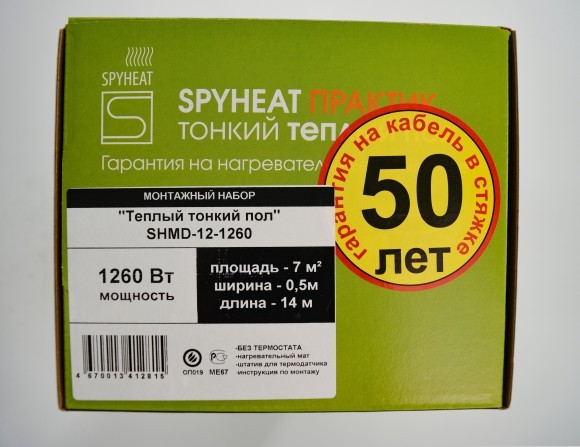 SPYHEAT
SPYHEAT ПРАКТИК
ТОНКИЙ
Гарантия на
гарантия на кабель в стяжке
50
лет
МОНТАЖНЫЙ НАБОР
"Теплый тонкий пол"
SHMD-12-1260
1260 Вт
мощность
площадь - 7 м²
ширина - 0,5м
длина - 14 м
4 670013 412815
ОП019
МЕ67
-БЕЗ ТЕРМОСТАТА
-нагревательный мат
-штатив для термодатчика
-инструкция по монтажу